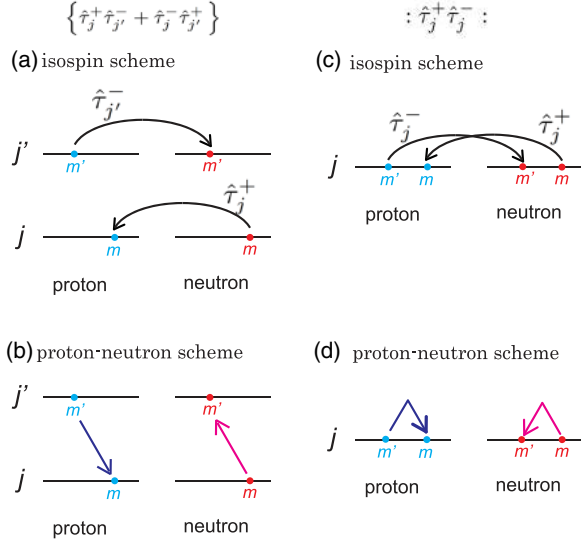 { τ̂_j^+ τ̂_{j'}^- + τ̂_j^- τ̂_{j'}^+ }
(a) isospin scheme
τ̂_{j'}^-
j'
m'
m'
τ̂_j^+
j
m
m
proton
neutron
(b) proton-neutron scheme
j'
m'
m'
j
m
m
proton
neutron
: τ̂_j^+ τ̂_j^- :
(c) isospin scheme
τ̂_j^-
τ̂_j^+
j
m'
m
m'
m
proton
neutron
(d) proton-neutron scheme
j
m'
m
m'
m
proton
neutron